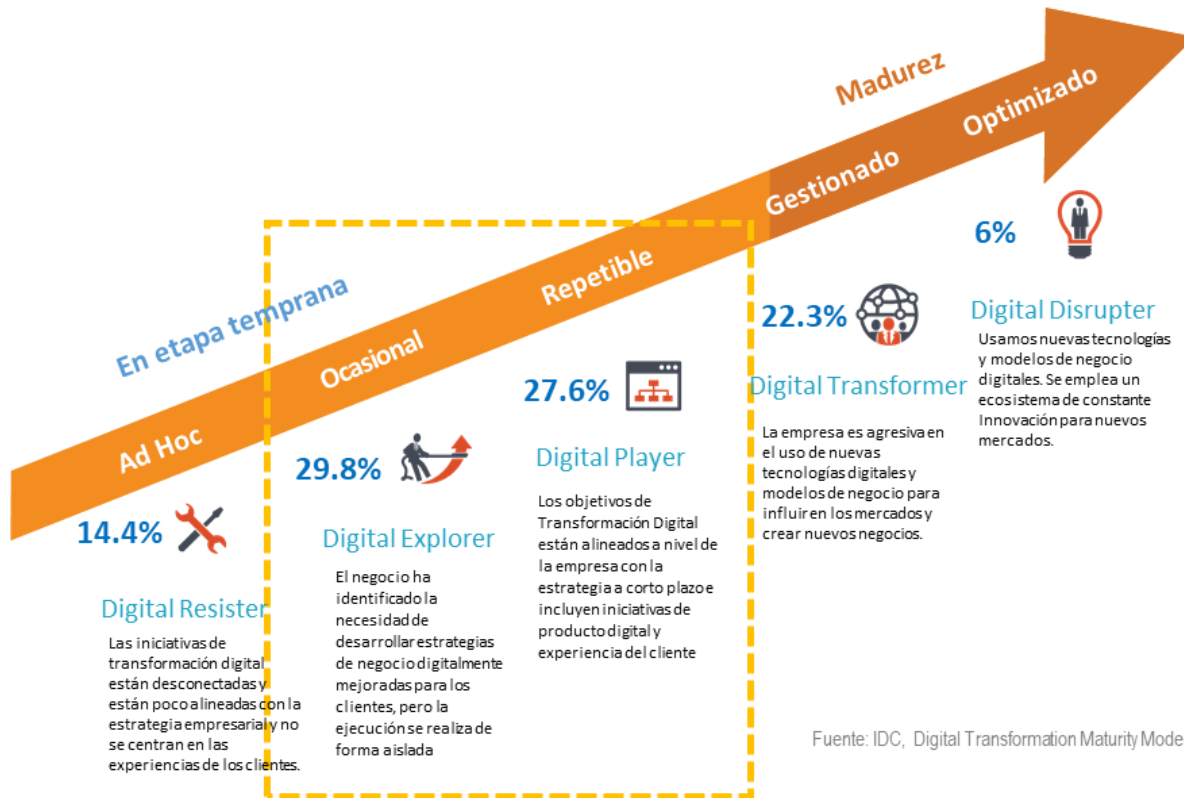 Madurez
Optimizado
Gestionado
Repetible
Ocasional
Ad Hoc
En etapa temprana
14.4%
Digital Resister
Las iniciativas de
transformación digital
están desconectadas y
están poco alineadas con la
estrategia empresarial y no
se centran en las
experiencias de los clientes.
29.8%
Digital Explorer
El negocio ha
identificado la
necesidad de
desarrollar estrategias
de negocio digitalmente
mejoradas para los
clientes, pero la
ejecución se realiza de
forma aislada
27.6%
Digital Player
Los objetivos de
Transformación Digital
están alineados a nivel de
la empresa con la
estrategia a corto plazo e
incluyen iniciativas de
producto digital y
experiencia del cliente
22.3%
Digital Transformer
La empresa es agresiva en
el uso de nuevas
tecnologías digitales y
modelos de negocio para
influir en los mercados y
crear nuevos negocios.
6%
Digital Disrupter
Usamos nuevas tecnologías
y modelos de negocio
digitales. Se emplea un
ecosistema de constante
Innovación para nuevos
mercados.
Fuente: IDC, Digital Transformation Maturity Mode